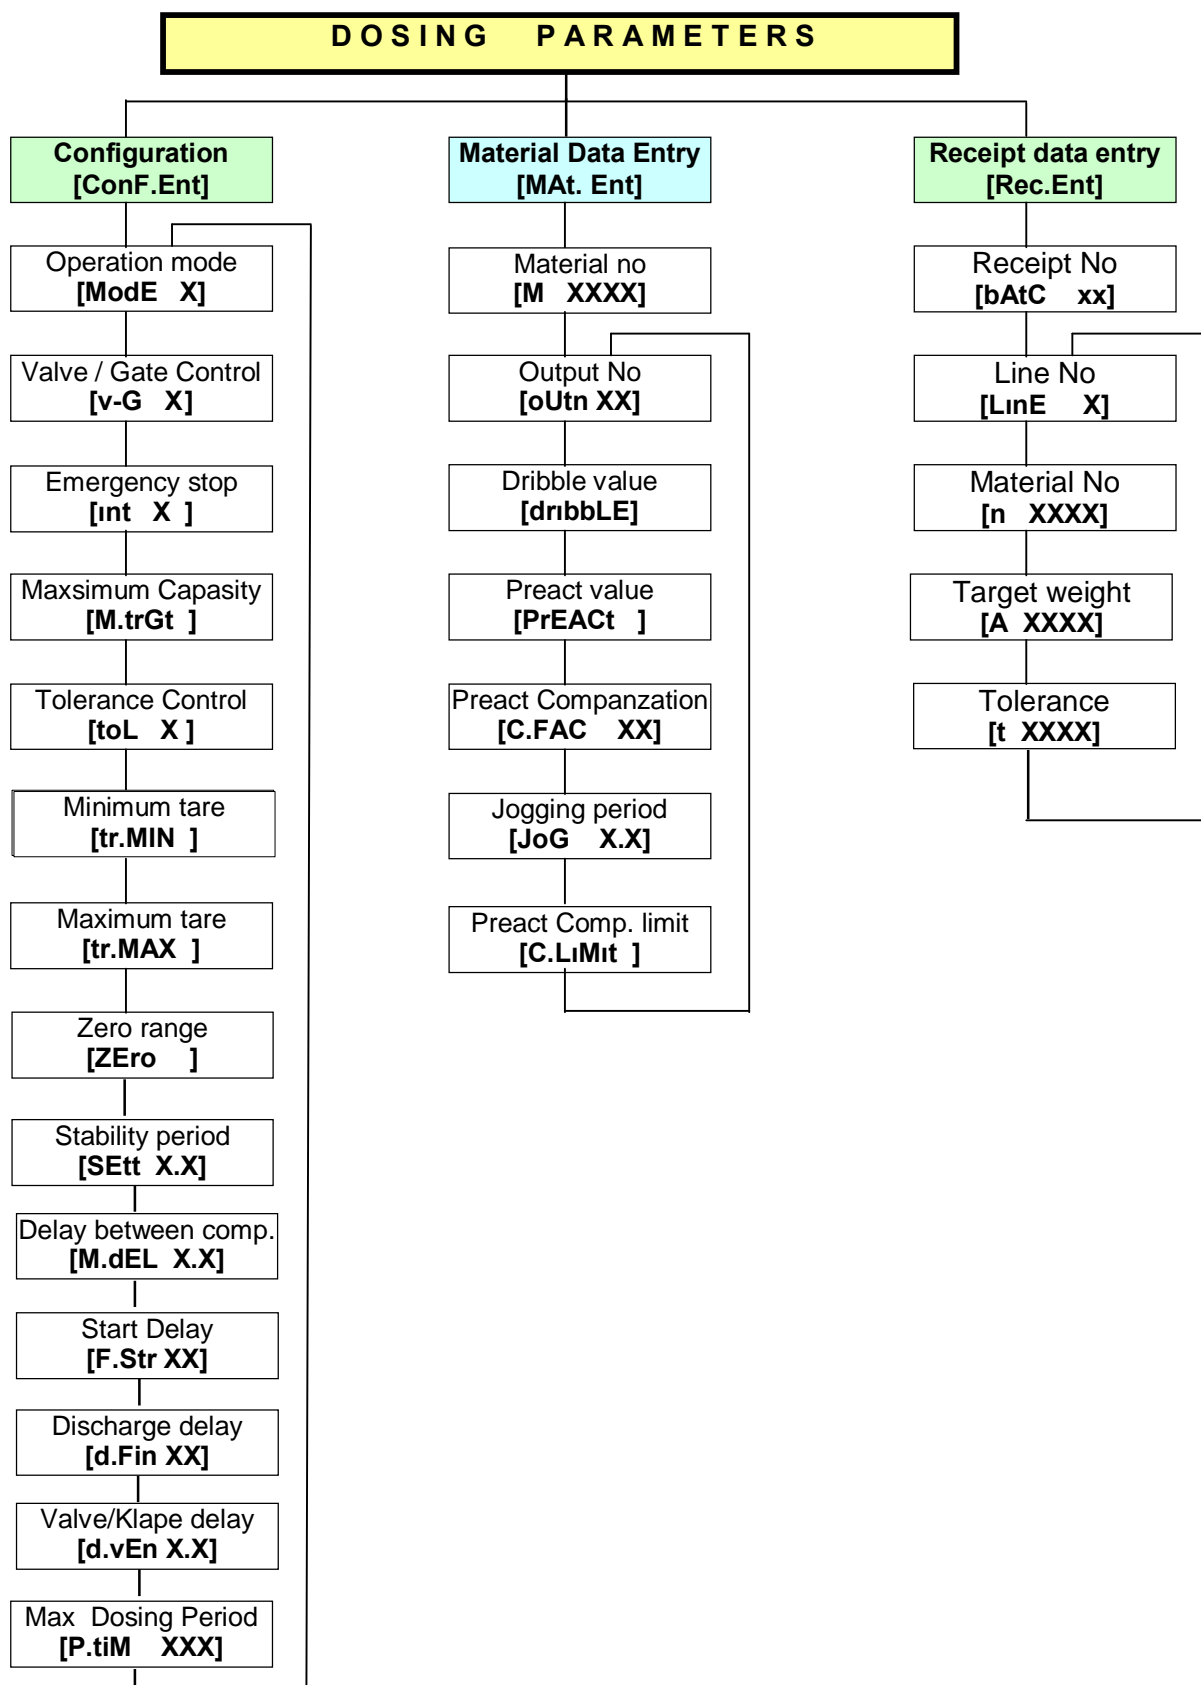 DOSING PARAMETERS
Configuration
[ConF.Ent]
Operation mode
[ModE X]
Valve / Gate Control
[v-G X]
Emergency stop
[ınt X ]
Maxsimum Capasity
[M.trGt ]
Tolerance Control
[toL X ]
Minimum tare
[tr.MIN ]
Maximum tare
[tr.MAX ]
Zero range
[ZEro ]
Stability period
[SEtt X.X]
Delay between comp.
[M.dEL X.X]
Start Delay
[F.Str XX]
Discharge delay
[d.Fin XX]
Valve/Klape delay
[d.vEn X.X]
Max Dosing Period
[P.tiM XXX]
Material Data Entry
[MAt. Ent]
Material no
[M XXXX]
Output No
[oUtn XX]
Dribble value
[drıbbLE]
Preact value
[PrEACt ]
Preact Companzation
[C.FAC XX]
Jogging period
[JoG X.X]
Preact Comp. limit
[C.LıMıt ]
Receipt data entry
[Rec.Ent]
Receipt No
[bAtC xx]
Line No
[LınE X]
Material No
[n XXXX]
Target weight
[A XXXX]
Tolerance
[t XXXX]